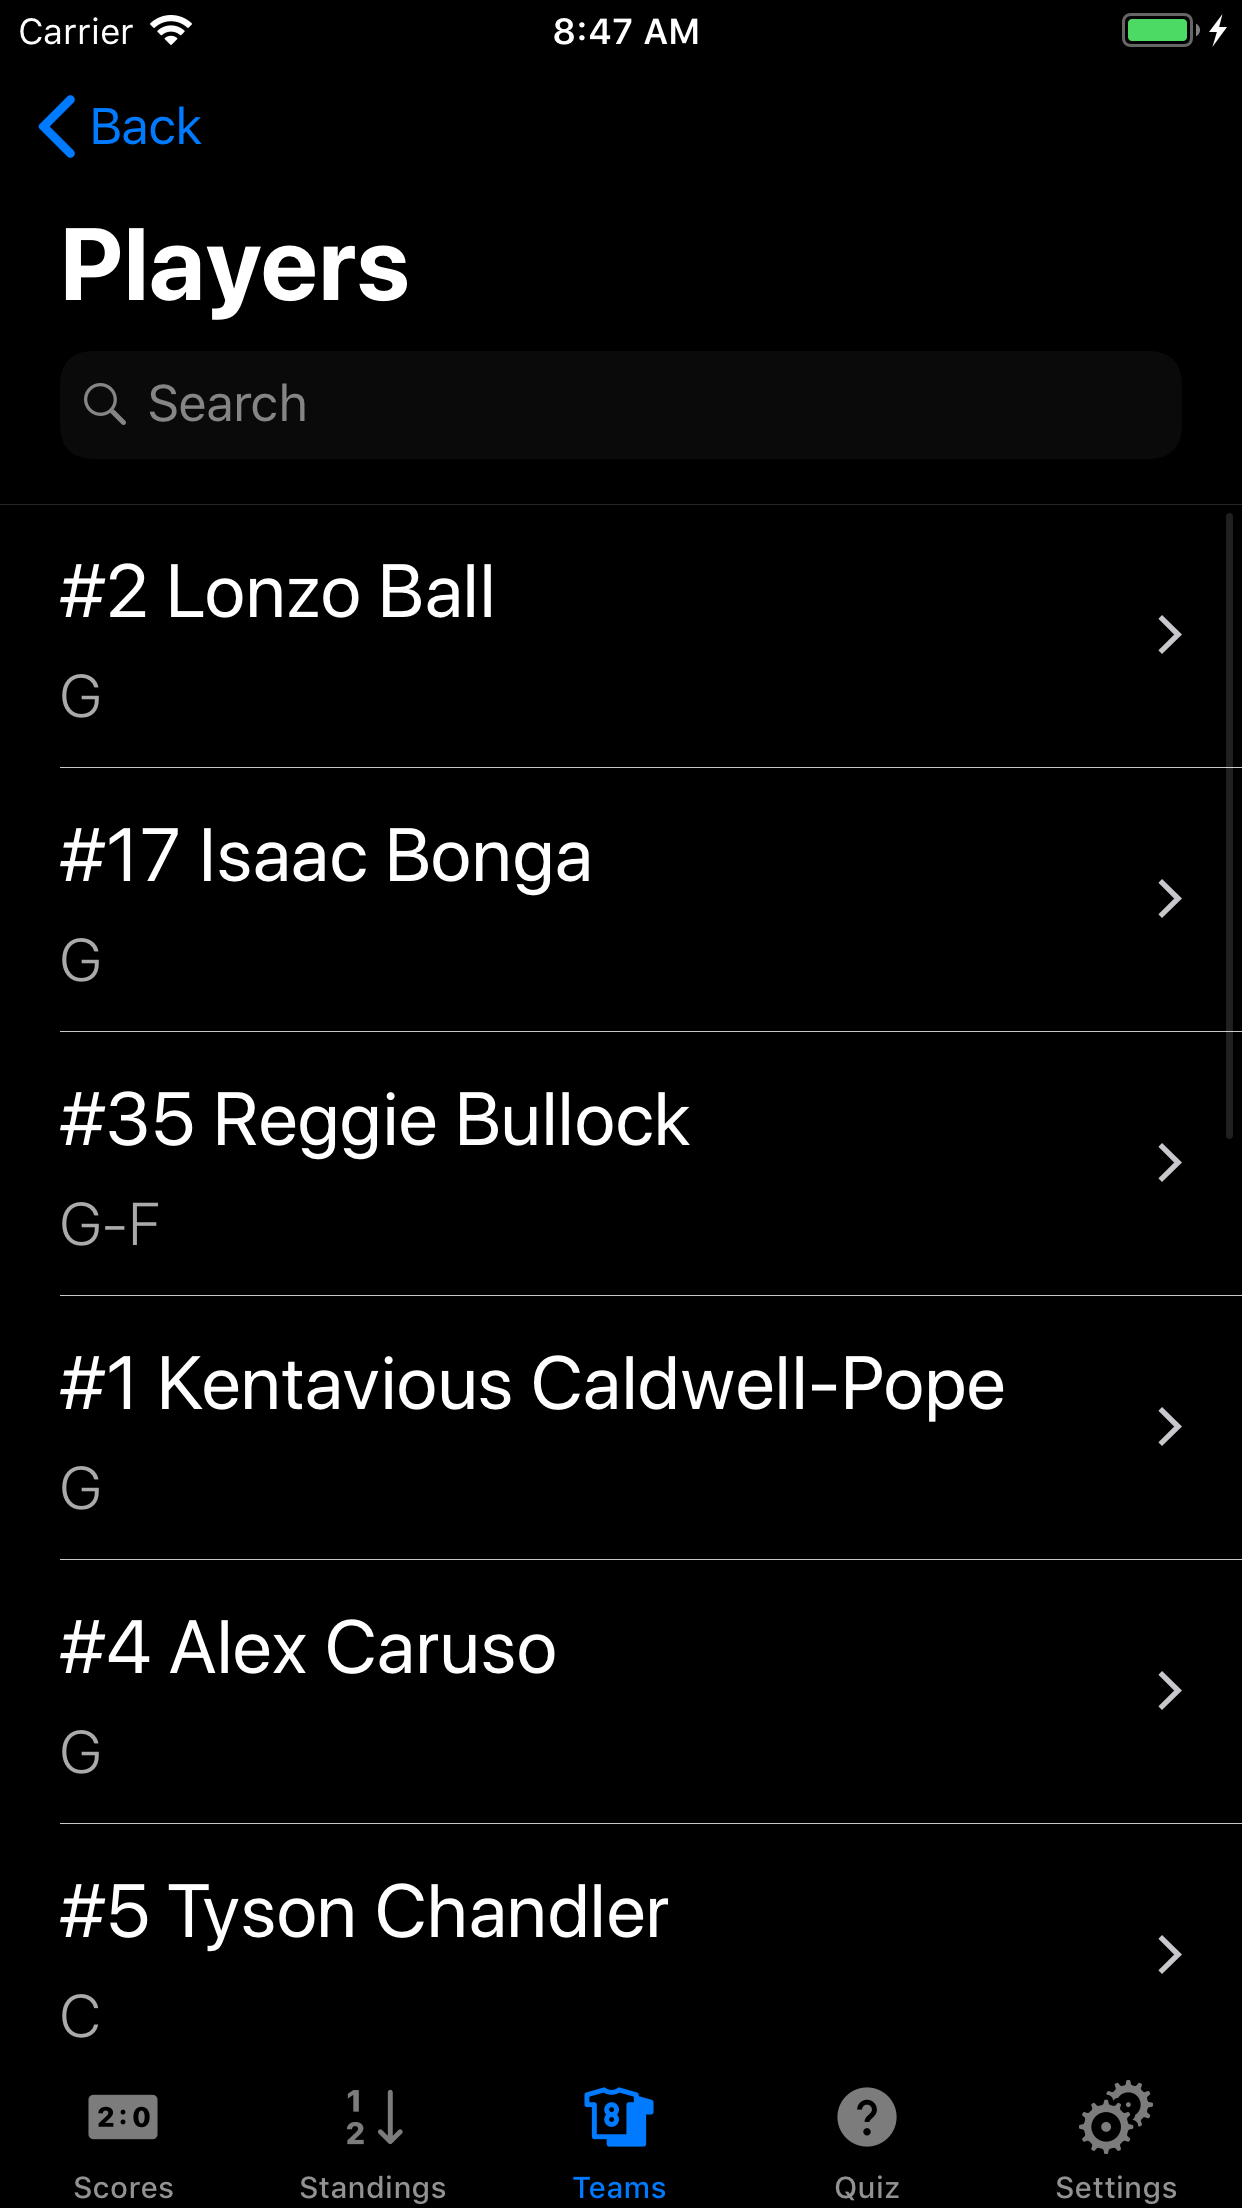 Carrier 8:47 AM
Back
Players
Search
#2 Lonzo Ball
G
#17 Isaac Bonga
G
#35 Reggie Bullock
G-F
#1 Kentavious Caldwell-Pope
G
#4 Alex Caruso
G
#5 Tyson Chandler
C
2:0 1 2 8 ?
Scores Standings Teams Quiz Settings